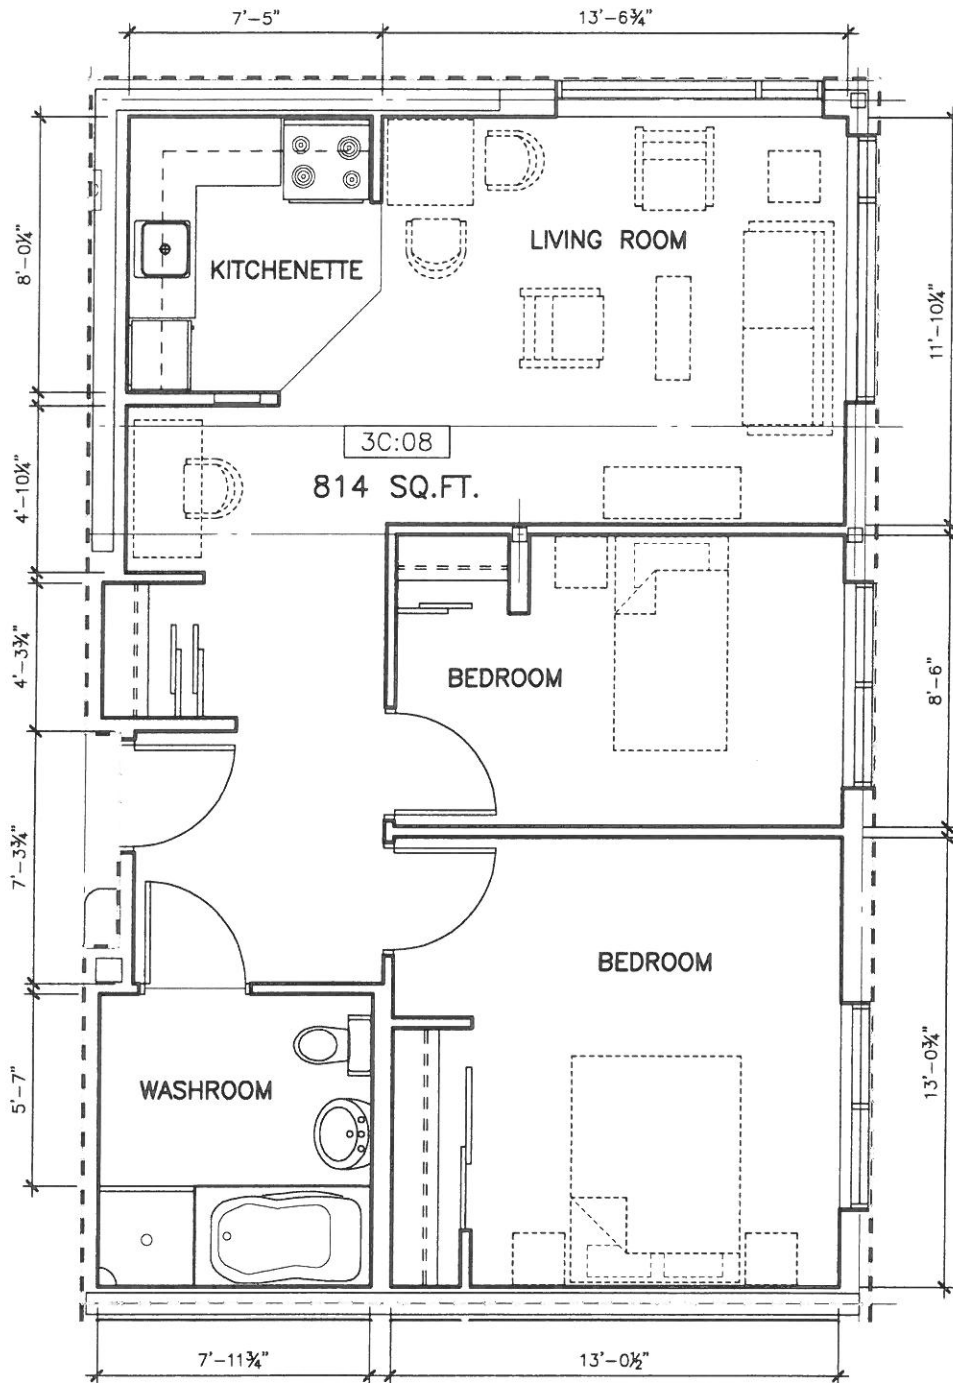 7'-5"
13'-6¾"
8'-0¼"
KITCHENETTE
LIVING ROOM
11'-10¼"
3C:08
814 SQ.FT.
4'-10¼"
4'-3¾"
BEDROOM
8'-6"
7'-3¾"
BEDROOM
5'-7"
WASHROOM
13'-0¾"
7'-11¾"
13'-0½"